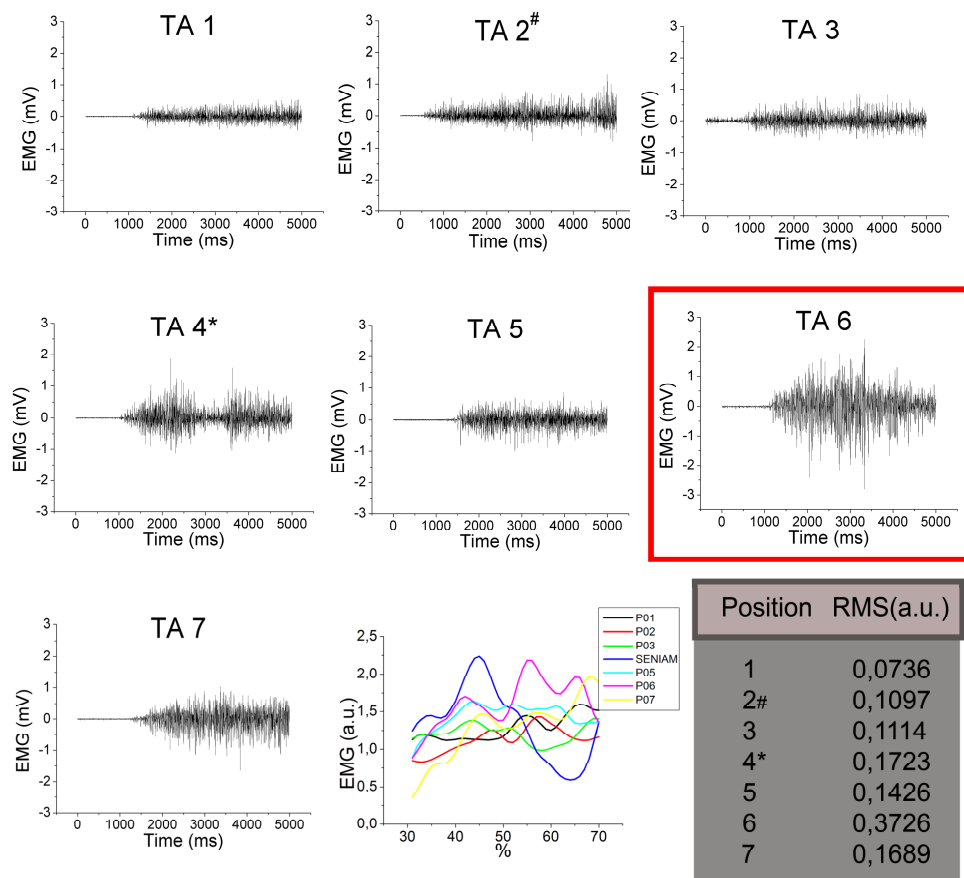 TA 1
EMG (mV)
3
2
1
0
-1
-2
-3
0 1000 2000 3000 4000 5000
Time (ms)
TA 2#
EMG (mV)
3
2
1
0
-1
-2
-3
0 1000 2000 3000 4000 5000
Time (ms)
TA 3
EMG (mV)
3
2
1
0
-1
-2
-3
0 1000 2000 3000 4000 5000
Time (ms)
TA 4*
EMG (mV)
3
2
1
0
-1
-2
-3
0 1000 2000 3000 4000 5000
Time (ms)
TA 5
EMG (mV)
3
2
1
0
-1
-2
-3
0 1000 2000 3000 4000 5000
Time (ms)
TA 6
EMG (mV)
3
2
1
0
-1
-2
-3
0 1000 2000 3000 4000 5000
Time (ms)
TA 7
EMG (mV)
3
2
1
0
-1
-2
-3
0 1000 2000 3000 4000 5000
Time (ms)
EMG (a.u.)
2,5
2,0
1,5
1,0
0,5
0,0
30 40 50 60 70
%
P01
P02
P03
SENIAM
P05
P06
P07
Position RMS(a.u.)
1 0,0736
2# 0,1097
3 0,1114
4* 0,1723
5 0,1426
6 0,3726
7 0,1689